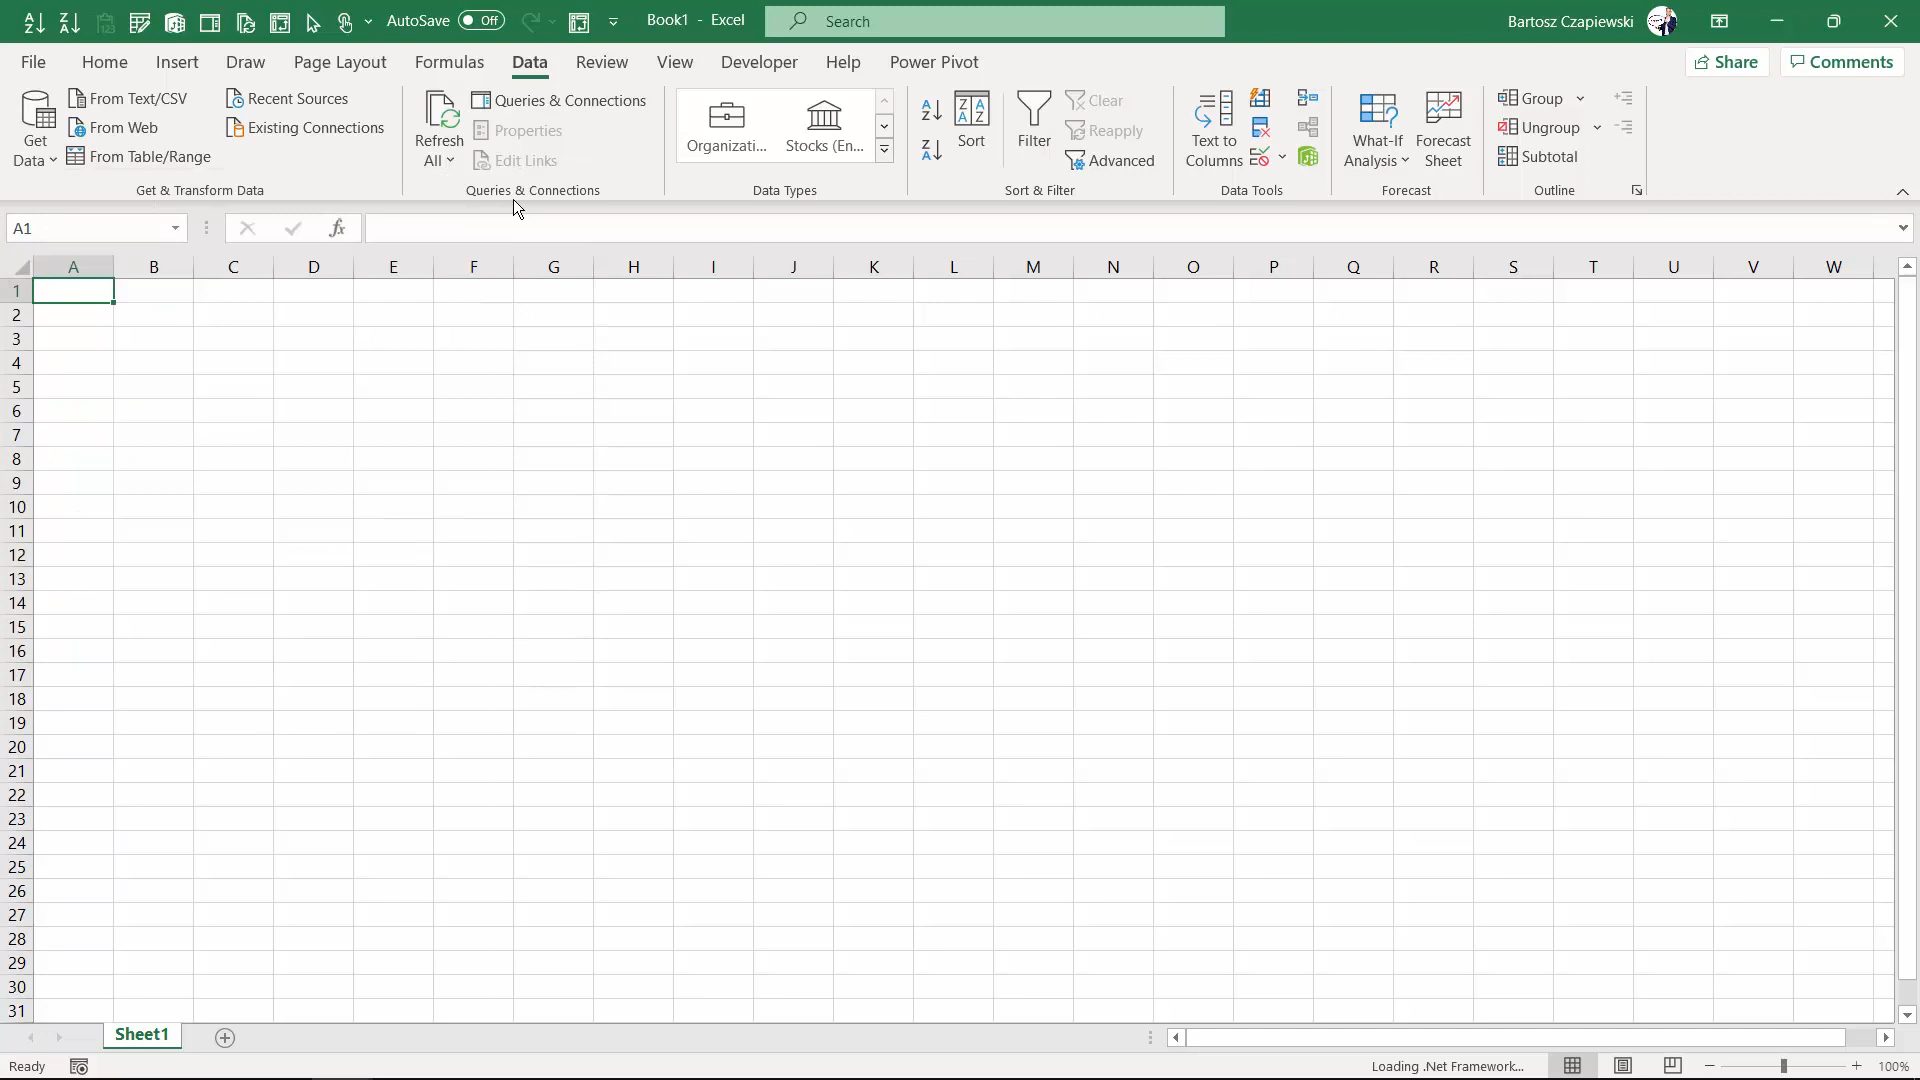 AutoSave Off Book1 - Excel Search Bartosz Czapiewski
File Home Insert Draw Page Layout Formulas Data Review View Developer Help Power Pivot Share Comments
Get Data
From Text/CSV
From Web
From Table/Range
Recent Sources
Existing Connections
Get & Transform Data
Refresh All
Queries & Connections
Properties
Edit Links
Queries & Connections
Organizati... Stocks (En...
Data Types
Sort
Filter
Clear
Reapply
Advanced
Sort & Filter
Text to Columns
Data Tools
What-If Analysis
Forecast Sheet
Forecast
Group
Ungroup
Subtotal
Outline
A1 fx
A B C D E F G H I J K L M N O P Q R S T U V W
1
2
3
4
5
6
7
8
9
10
11
12
13
14
15
16
17
18
19
20
21
22
23
24
25
26
27
28
29
30
31
Sheet1
Ready Loading .Net Framework... 100%